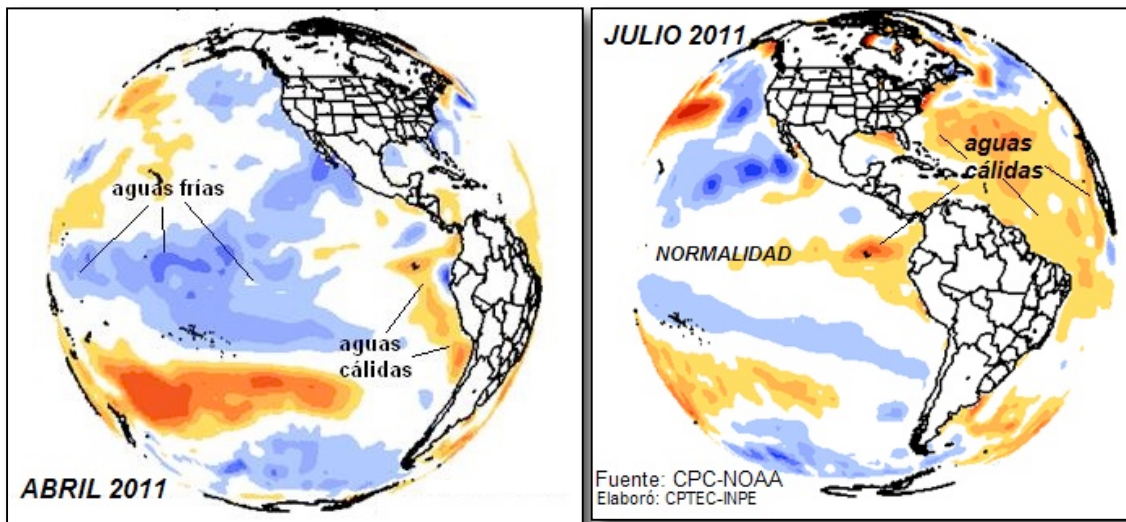 aguas frías
aguas
cálidas
ABRIL 2011
JULIO 2011
aguas
cálidas
NORMALIDAD
Fuente: CPC-NOAA
Elaboró: CPTEC-INPE